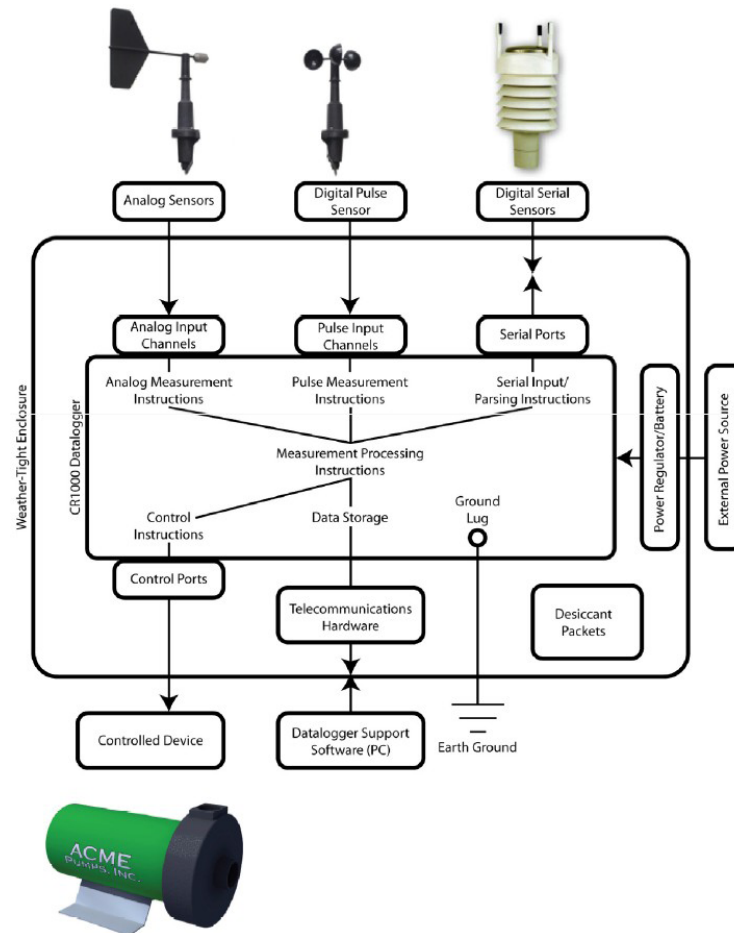 Analog Sensors
Digital Pulse
Sensor
Digital Serial
Sensors
Weather-Tight Enclosure
Analog Input
Channels
Pulse Input
Channels
Serial Ports
CR1000 Datalogger
Analog Measurement
Instructions
Pulse Measurement
Instructions
Serial Input/
Parsing Instructions
Measurement Processing
Instructions
Power Regulator/Battery
External Power Source
Control
Instructions
Data Storage
Ground
Lug
Control Ports
Telecommunications
Hardware
Desiccant
Packets
Controlled Device
Datalogger Support
Software (PC)
Earth Ground
ACME
PUMPS, INC.